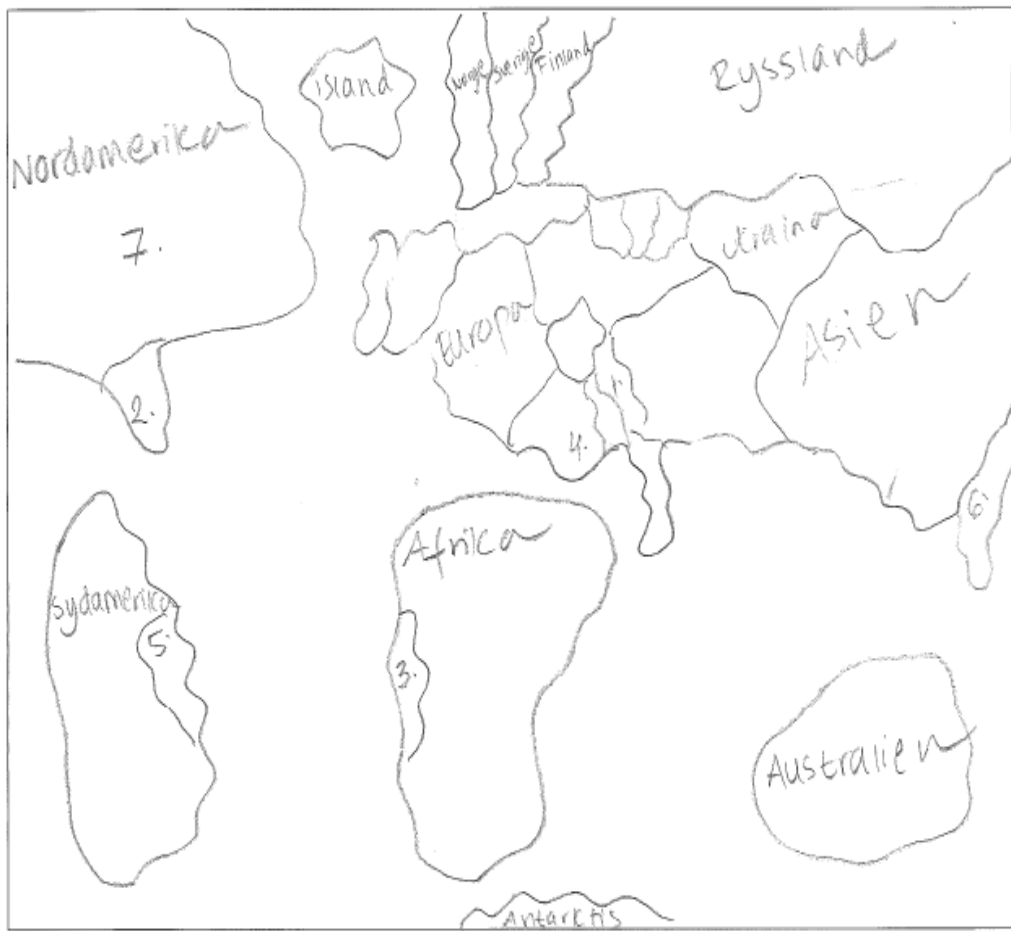 Island
Norge
Sverige
Finland
Ryssland
Nordamerika
7.
Ukraina
Europa
Asien
2.
1.
4.
6.
Afrika
Sydamerika
5.
3.
Australien
Antarktis